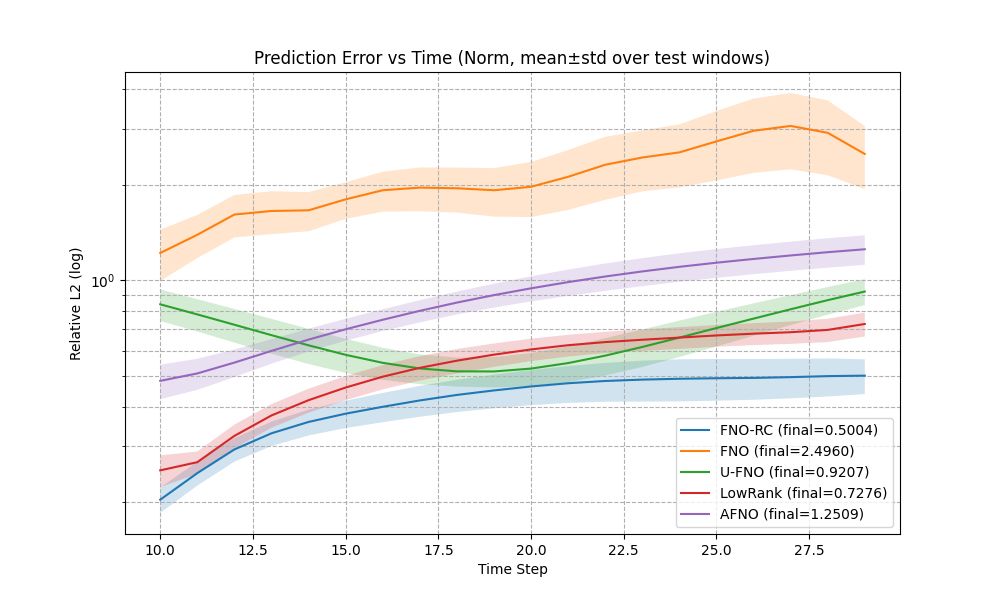 Prediction Error vs Time (Norm, mean±std over test windows)
Relative L2 (log)
10⁰
FNO-RC (final=0.5004)
FNO (final=2.4960)
U-FNO (final=0.9207)
LowRank (final=0.7276)
AFNO (final=1.2509)
10.0 12.5 15.0 17.5 20.0 22.5 25.0 27.5
Time Step